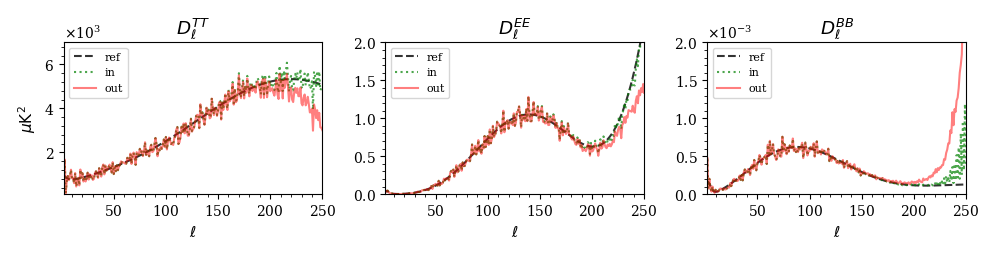 D_ℓ^{TT}
×10³
μK²
6
4
2
50 100 150 200 250
ℓ
ref
in
out
D_ℓ^{EE}
2.0
1.5
1.0
0.5
0.0
50 100 150 200 250
ℓ
ref
in
out
D_ℓ^{BB}
×10⁻³
2.0
1.5
1.0
0.5
0.0
50 100 150 200 250
ℓ
ref
in
out